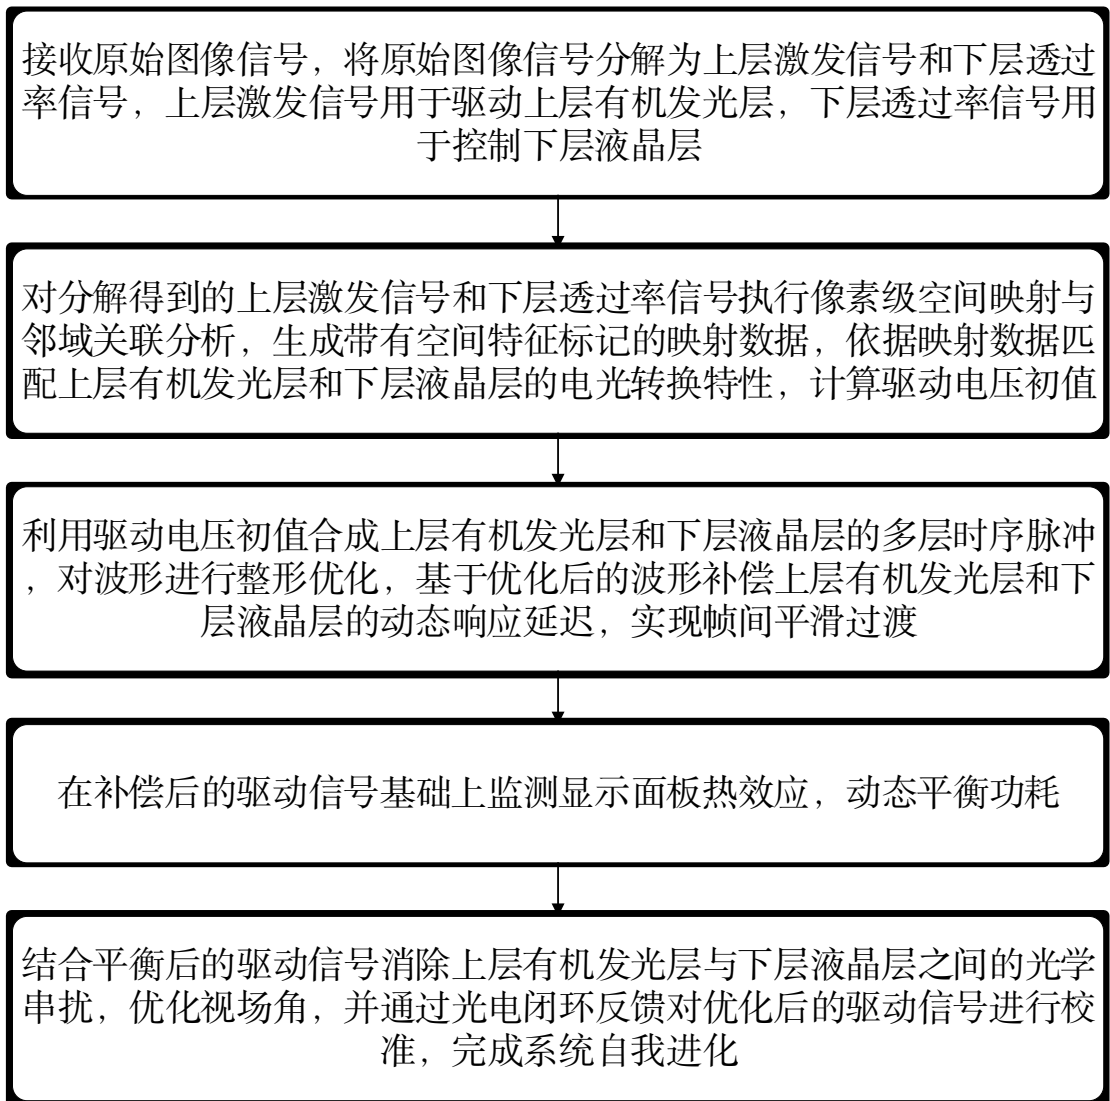 接收原始图像信号，将原始图像信号分解为上层激发信号和下层透过
率信号，上层激发信号用于驱动上层有机发光层，下层透过率信号用
于控制下层液晶层
对分解得到的上层激发信号和下层透过率信号执行像素级空间映射与
邻域关联分析，生成带有空间特征标记的映射数据，依据映射数据匹
配上层有机发光层和下层液晶层的电光转换特性，计算驱动电压初值
利用驱动电压初值合成上层有机发光层和下层液晶层的多层时序脉冲
，对波形进行整形优化，基于优化后的波形补偿上层有机发光层和下
层液晶层的动态响应延迟，实现帧间平滑过渡
在补偿后的驱动信号基础上监测显示面板热效应，动态平衡功耗
结合平衡后的驱动信号消除上层有机发光层与下层液晶层之间的光学
串扰，优化视场角，并通过光电闭环反馈对优化后的驱动信号进行校
准，完成系统自我进化